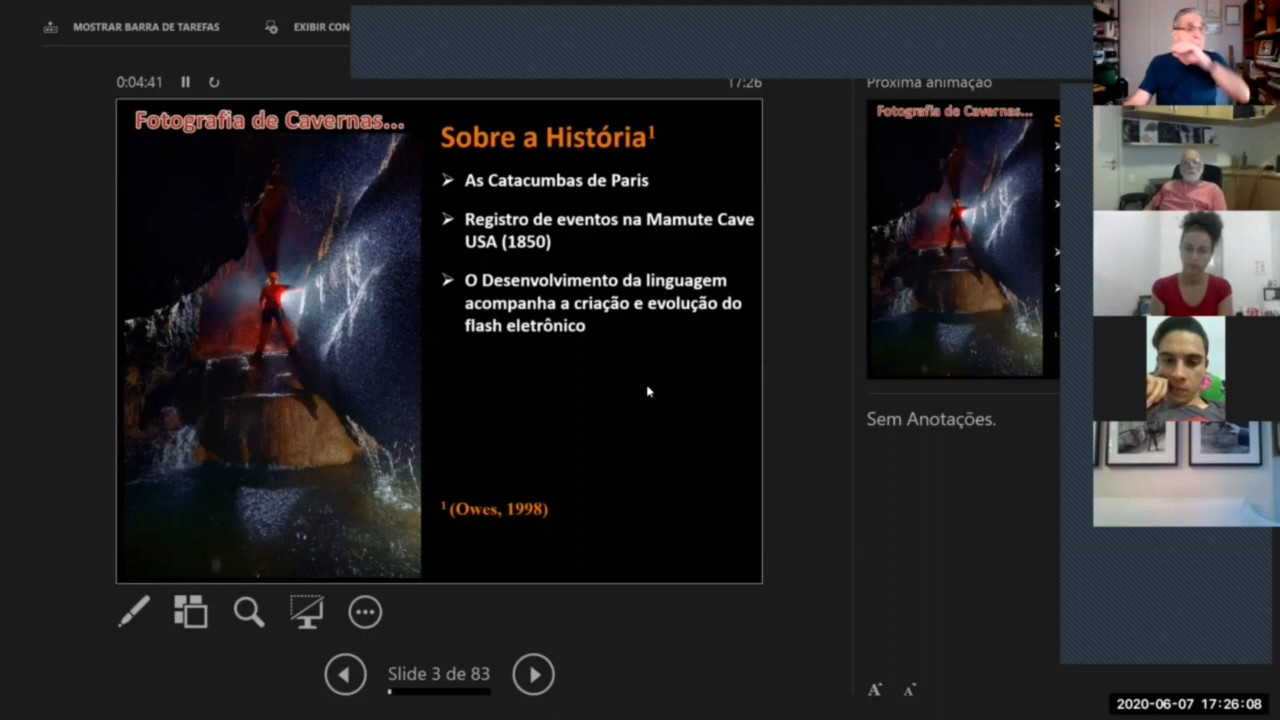 MOSTRAR BARRA DE TAREFAS
EXIBIR CON
0:04:41
17:26
Próxima animação
Fotografia de Cavernas...
Sobre a História¹
➢ As Catacumbas de Paris
➢ Registro de eventos na Mamute Cave
USA (1850)
➢ O Desenvolvimento da linguagem
acompanha a criação e evolução do
flash eletrônico
¹ (Owes, 1998)
Fotografia de Cavernas...
S
Sem Anotações.
Slide 3 de 83
A A
2020-06-07 17:26:08